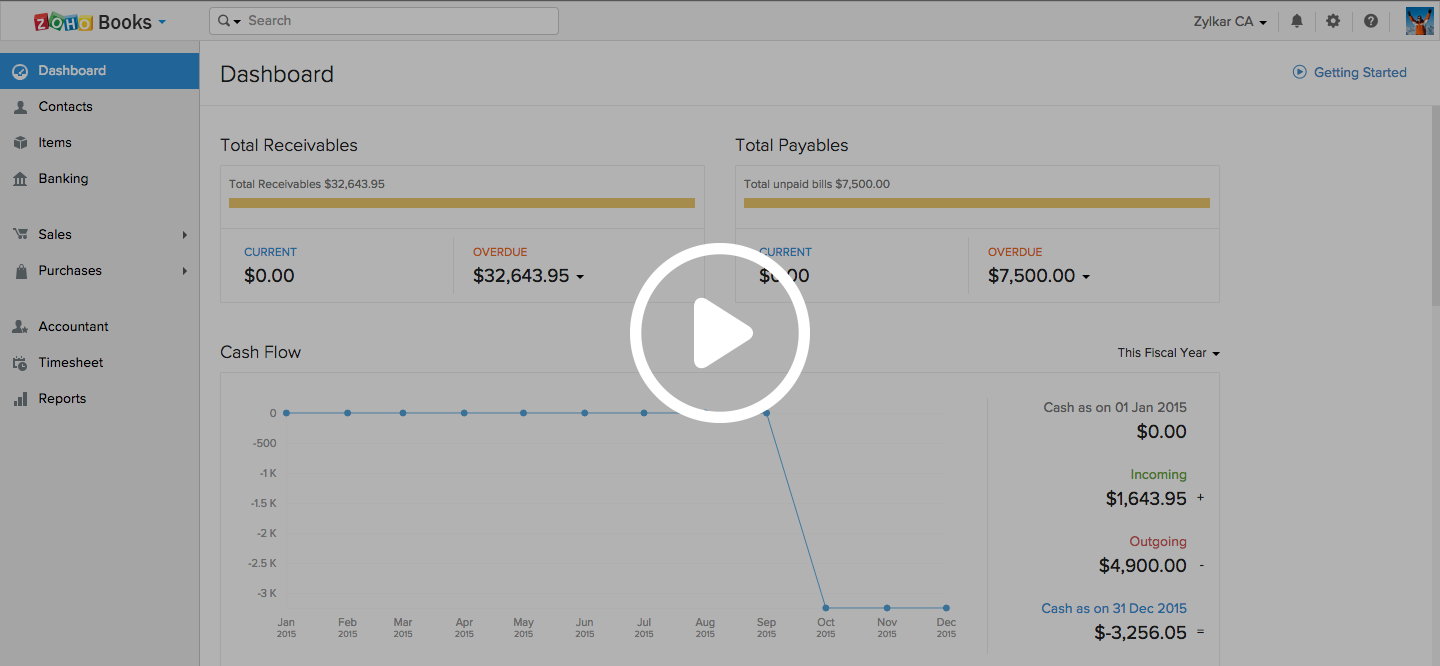 ZOHO Books Search Zylkar CA
Dashboard
Contacts
Items
Banking
Sales
Purchases
Accountant
Timesheet
Reports
Dashboard Getting Started
Total Receivables
Total Receivables $32,643.95
CURRENT OVERDUE
$0.00 $32,643.95
Total Payables
Total unpaid bills $7,500.00
CURRENT OVERDUE
$0.00 $7,500.00
Cash Flow This Fiscal Year
0
-500
-1 K
-1.5 K
-2 K
-2.5 K
-3 K
Jan Feb Mar Apr May Jun Jul Aug Sep Oct Nov Dec
2015 2015 2015 2015 2015 2015 2015 2015 2015 2015 2015 2015
Cash as on 01 Jan 2015
$0.00
Incoming
$1,643.95 +
Outgoing
$4,900.00 -
Cash as on 31 Dec 2015
$-3,256.05 =